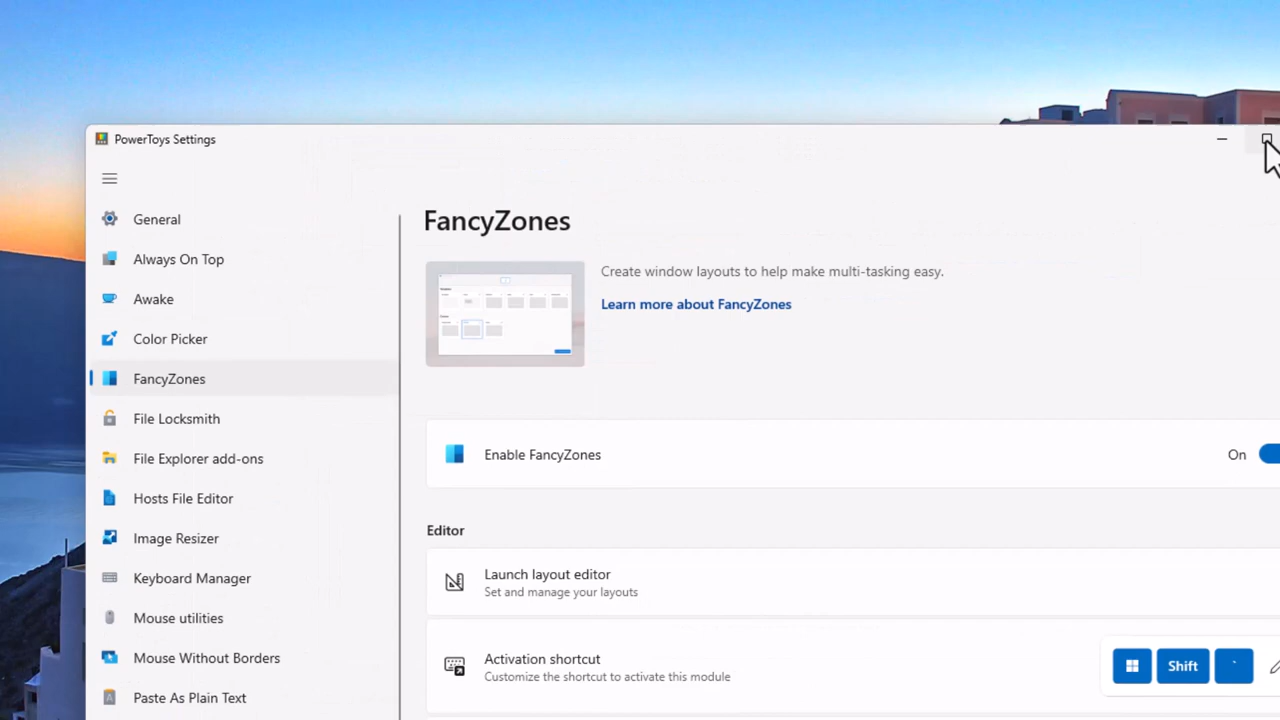 PowerToys Settings
General
Always On Top
Awake
Color Picker
FancyZones
File Locksmith
File Explorer add-ons
Hosts File Editor
Image Resizer
Keyboard Manager
Mouse utilities
Mouse Without Borders
Paste As Plain Text
FancyZones
Create window layouts to help make multi-tasking easy.
Learn more about FancyZones
Enable FancyZones
On
Editor
Launch layout editor
Set and manage your layouts
Activation shortcut
Customize the shortcut to activate this module
Shift
`